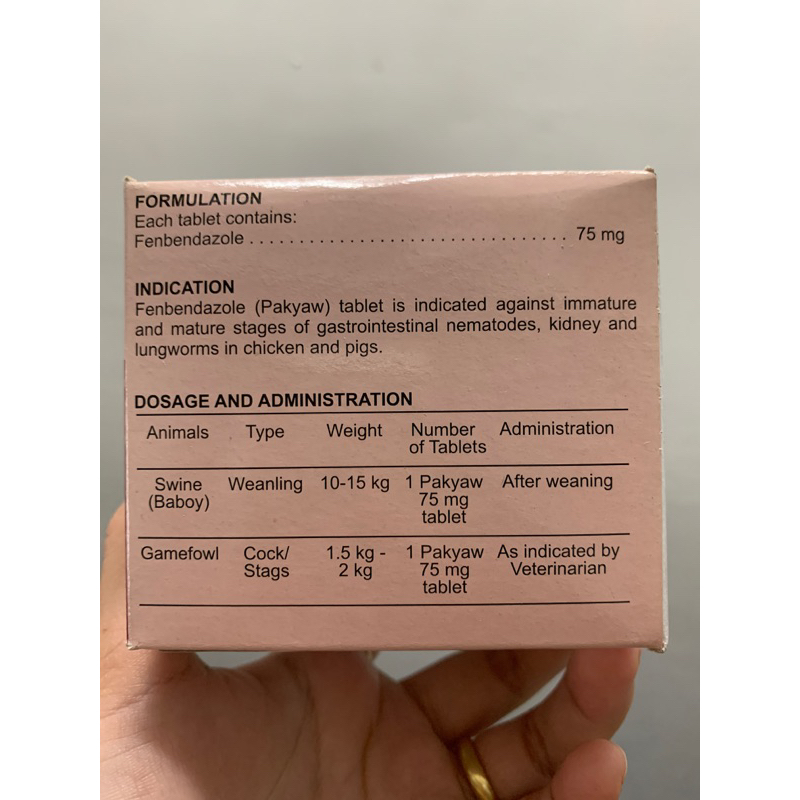 FORMULATION
Each tablet contains:
Fenbendazole . . . . . . . . . . . . . . . . . . . . . . . . . . . . . . . . 75 mg
INDICATION
Fenbendazole (Pakyaw) tablet is indicated against immature
and mature stages of gastrointestinal nematodes, kidney and
lungworms in chicken and pigs.
DOSAGE AND ADMINISTRATION
Animals Type Weight Number of Tablets Administration
Swine (Baboy) Weanling 10-15 kg 1 Pakyaw 75 mg tablet After weaning
Gamefowl Cock/ Stags 1.5 kg - 2 kg 1 Pakyaw 75 mg tablet As indicated by Veterinarian